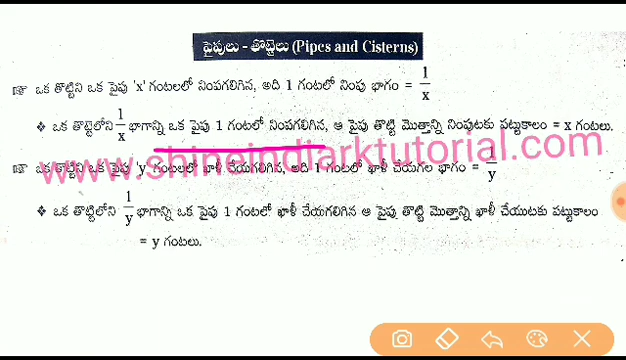 పైపులు - తొట్టెలు (Pipes and Cisterns)
☞ ఒక తొట్టిని ఒక పైపు 'x' గంటలలో నింపగలిగిన, అది 1 గంటలో నింపు భాగం = 1/x
❖ ఒక తొట్టెలోని 1/x భాగాన్ని ఒక పైపు 1 గంటలో నింపగలిగిన, ఆ పైపు తొట్టి మొత్తాన్ని నింపుటకు పట్టుకాలం = x గంటలు.
www.shineindiarktutorial.com
☞ ఒక తొట్టిని ఒక పైపు 'y' గంటలలో ఖాళీ చేయగలిగిన, అది 1 గంటలో ఖాళీ చేయగల భాగం = 1/y
❖ ఒక తొట్టిలోని 1/y భాగాన్ని ఒక పైపు 1 గంటలో ఖాళీ చేయగలిగిన ఆ పైపు తొట్టి మొత్తాన్ని ఖాళీ చేయుటకు పట్టుకాలం
= y గంటలు.